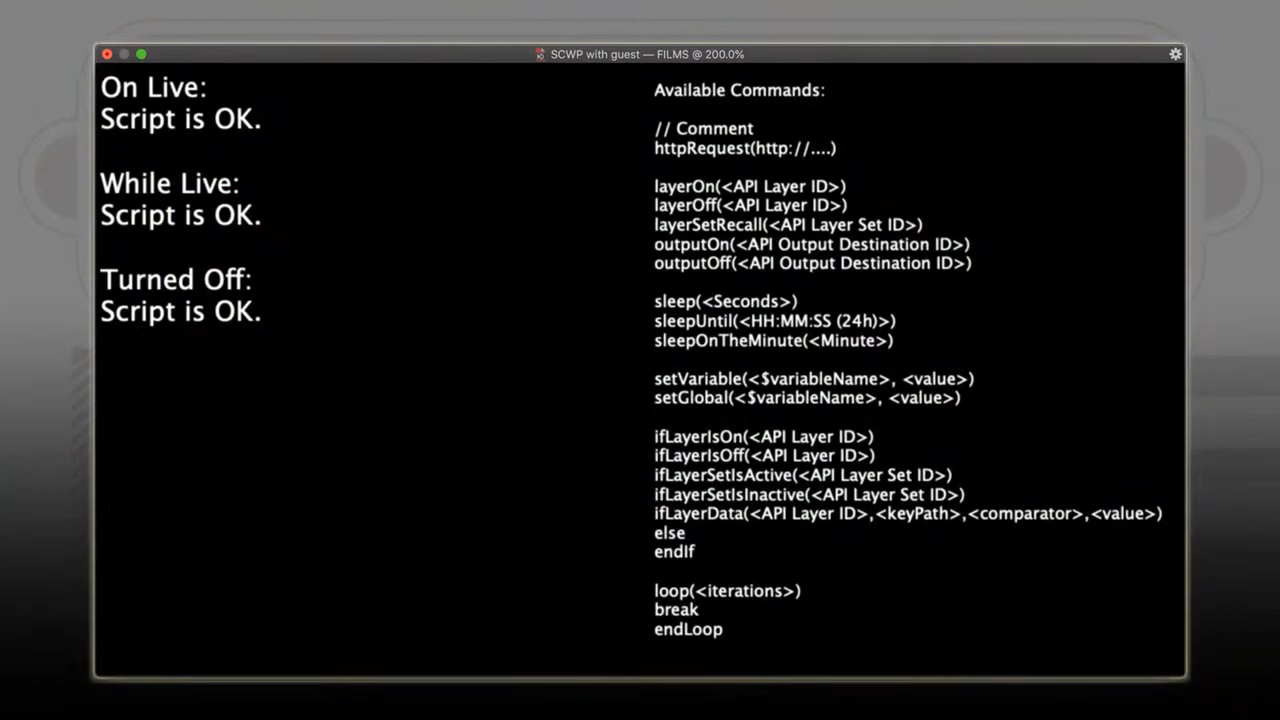 SCWP with guest — FILMS @ 200.0%
On Live:
Script is OK.
While Live:
Script is OK.
Turned Off:
Script is OK.
Available Commands:
// Comment
httpRequest(http://....)
layerOn(<API Layer ID>)
layerOff(<API Layer ID>)
layerSetRecall(<API Layer Set ID>)
outputOn(<API Output Destination ID>)
outputOff(<API Output Destination ID>)
sleep(<Seconds>)
sleepUntil(<HH:MM:SS (24h)>)
sleepOnTheMinute(<Minute>)
setVariable(<$variableName>, <value>)
setGlobal(<$variableName>, <value>)
ifLayerIsOn(<API Layer ID>)
ifLayerIsOff(<API Layer ID>)
ifLayerSetIsActive(<API Layer Set ID>)
ifLayerSetIsInactive(<API Layer Set ID>)
ifLayerData(<API Layer ID>,<keyPath>,<comparator>,<value>)
else
endIf
loop(<iterations>)
break
endLoop